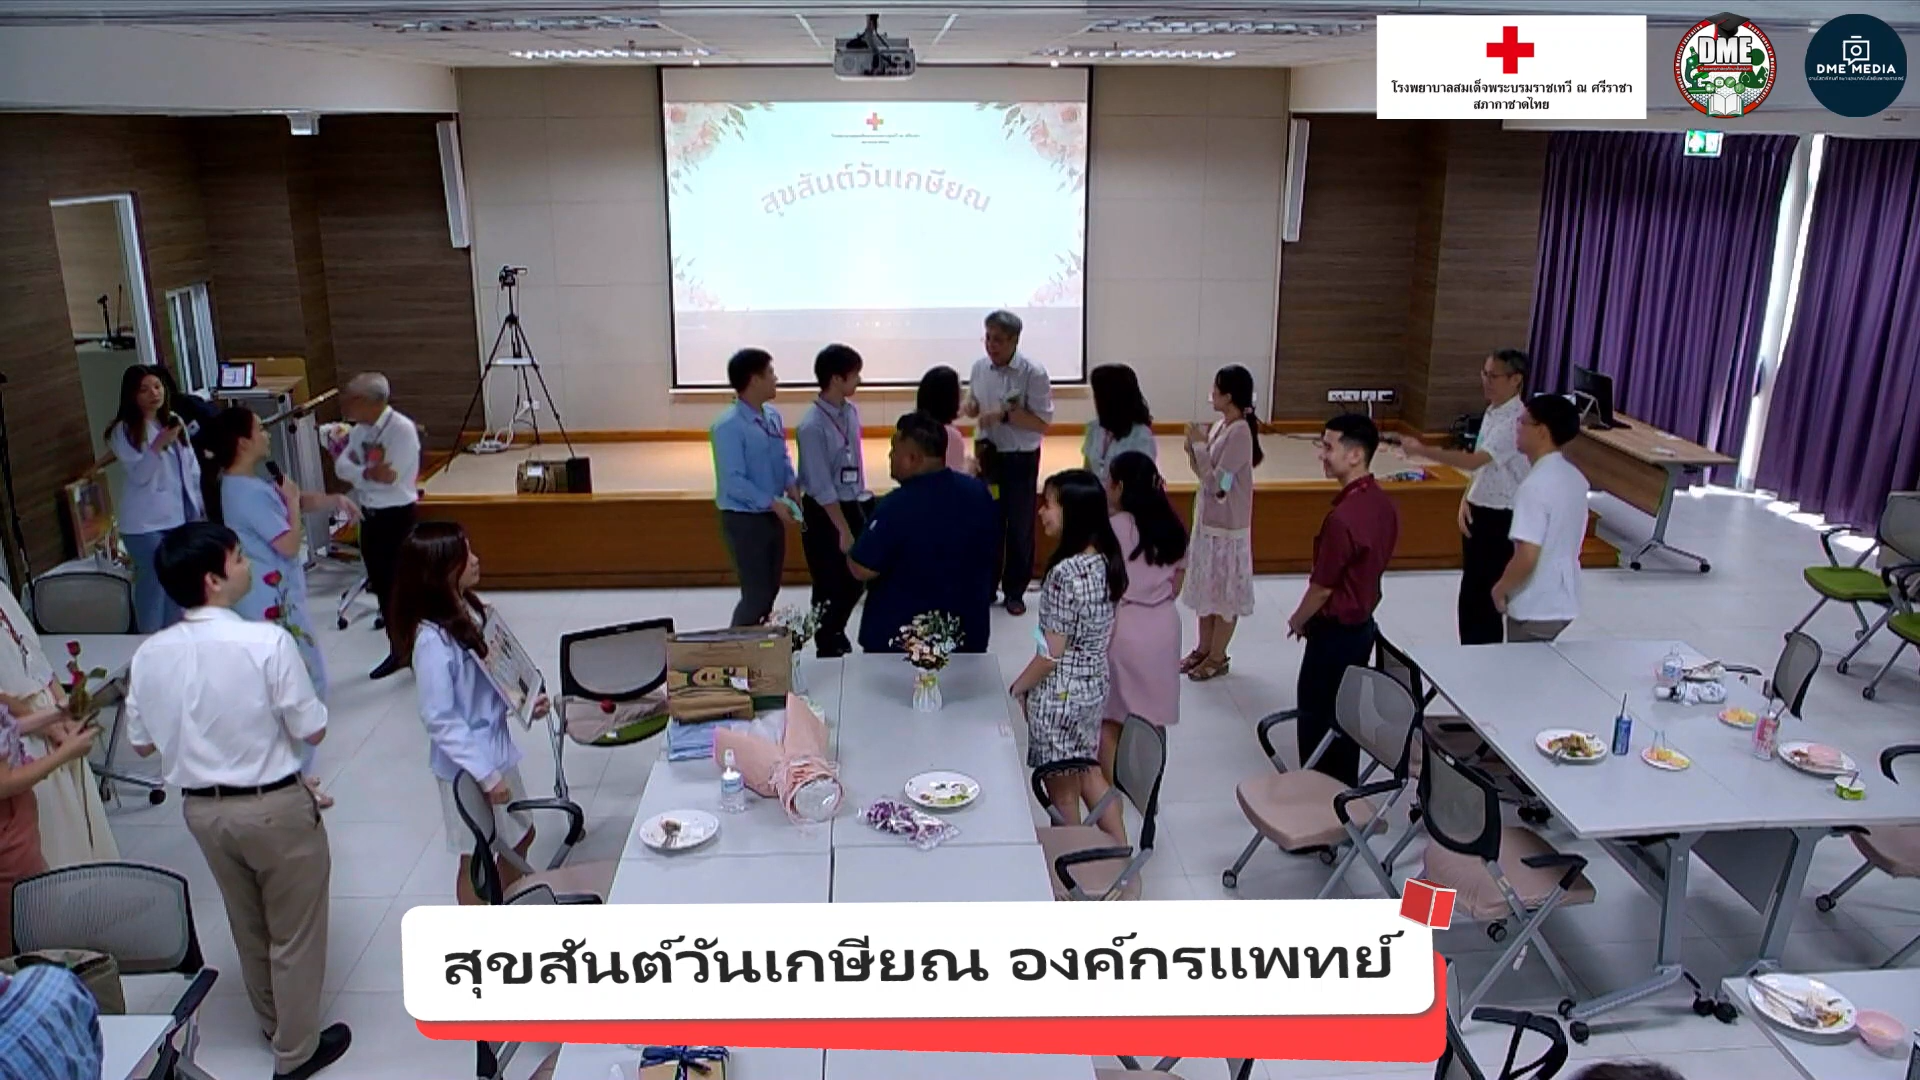 โรงพยาบาลสมเด็จพระบรมราชเทวี ณ ศรีราชา
สภากาชาดไทย
DME
DME MEDIA
สุขสันต์วันเกษียณ
สุขสันต์วันเกษียณ องค์กรแพทย์